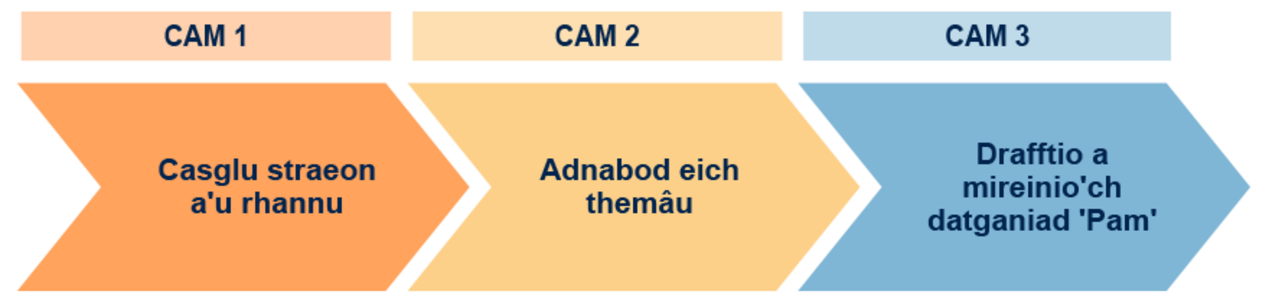 CAM 1
CAM 2
CAM 3
Casglu straeon
a'u rhannu
Adnabod eich
themâu
Drafftio a
mireinio'ch
datganiad 'Pam'